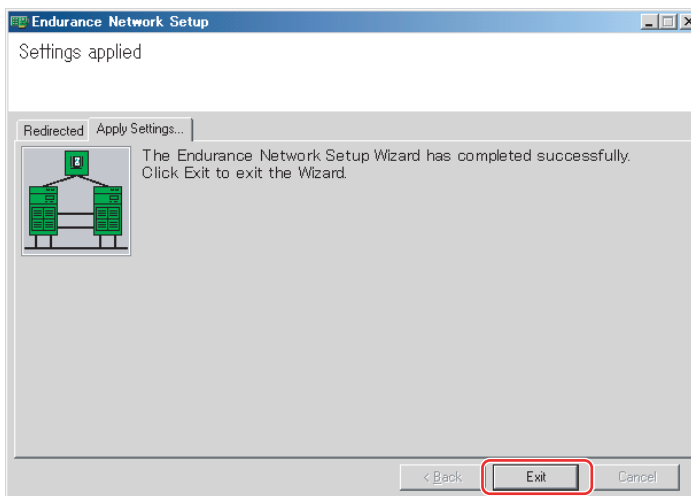 Endurance Network Setup
Settings applied
Redirected Apply Settings...
The Endurance Network Setup Wizard has completed successfully.
Click Exit to exit the Wizard.
< Back Exit Cancel